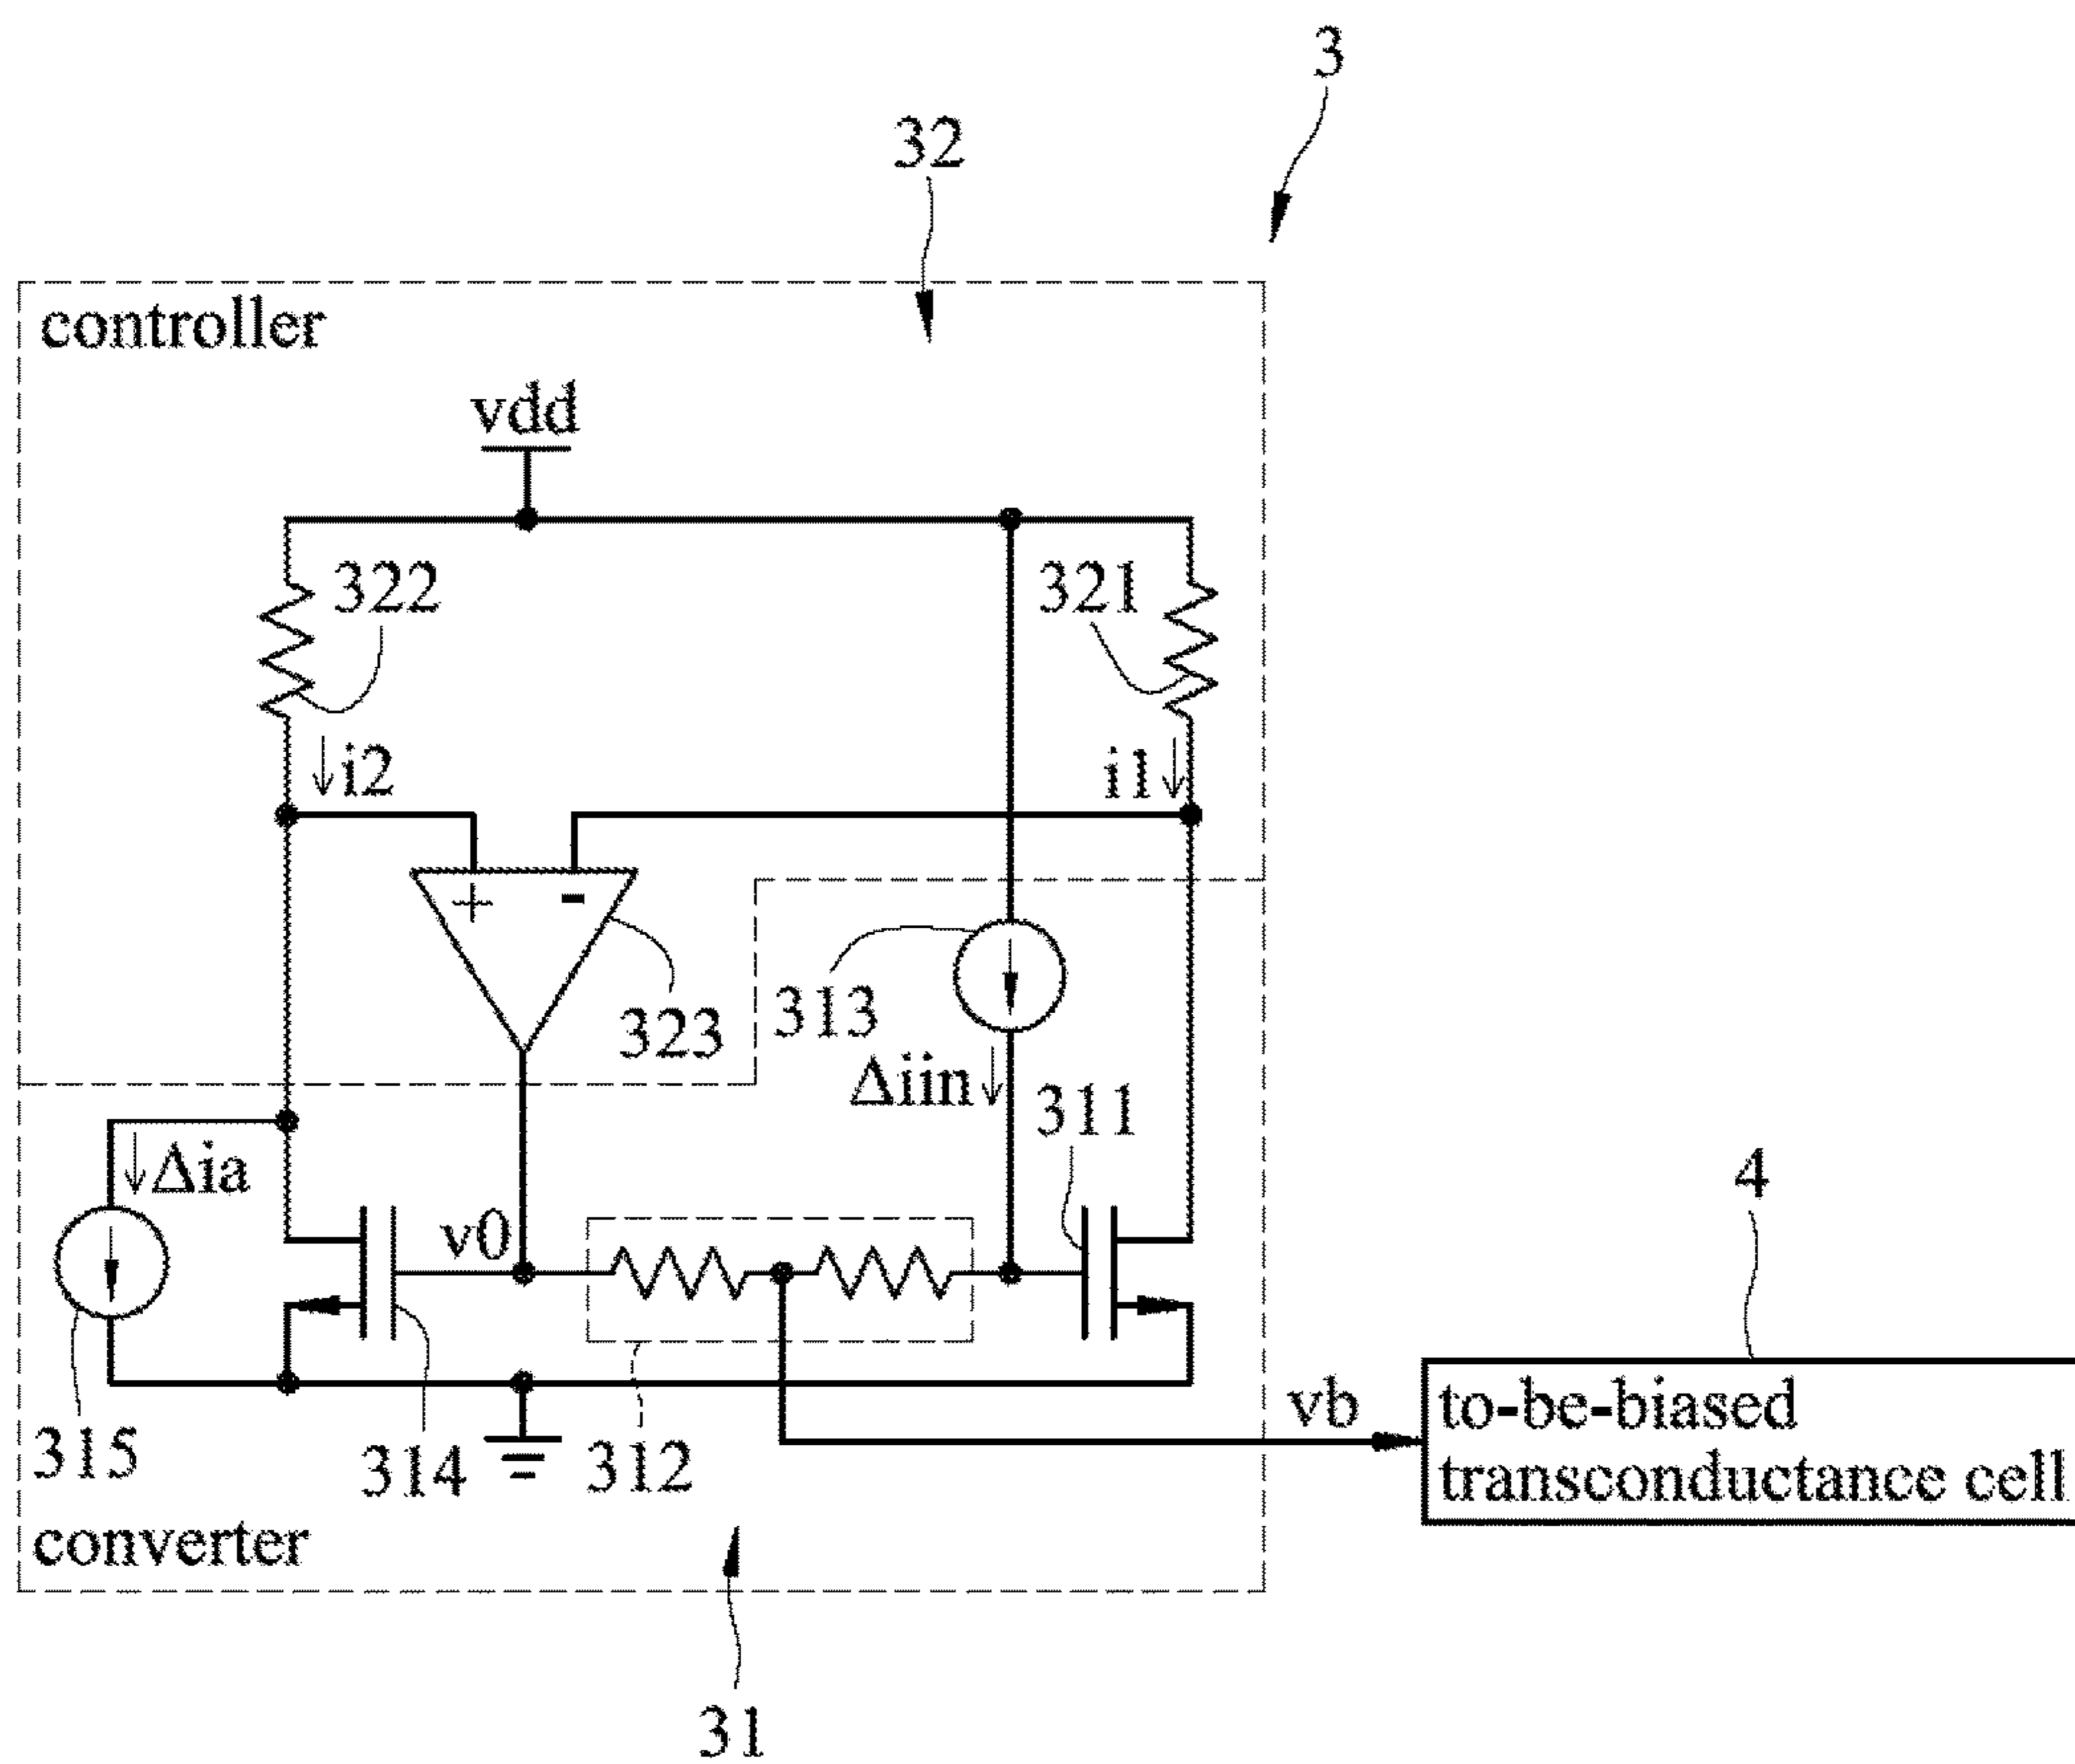 3
32
controller
vdd
322
321
i2
i1
+
-
313
323
Δiin
311
Δia
4
v0
vb
to-be-biased
transconductance cell
315
314
312
converter
31